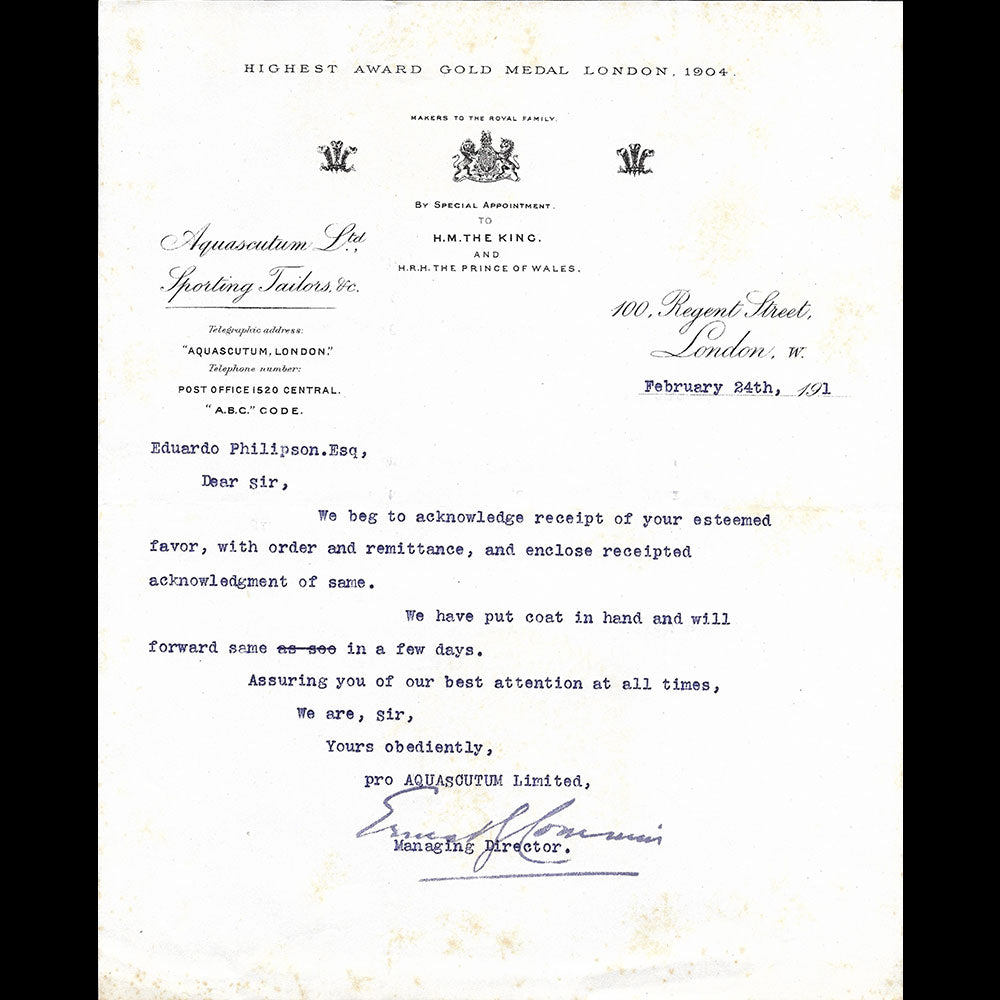 HIGHEST AWARD GOLD MEDAL LONDON, 1904.
MAKERS TO THE ROYAL FAMILY.
BY SPECIAL APPOINTMENT.
TO
H.M. THE KING.
AND
H.R.H. THE PRINCE OF WALES.
Aquascutum Ltd,
Sporting Tailors, &c.
Telegraphic address:
"AQUASCUTUM, LONDON."
Telephone number:
POST OFFICE 1520 CENTRAL.
"A.B.C." CODE.
100, Regent Street,
London, W.
February 24th, 191
Eduardo Philipson.Esq,
Dear Sir,
We beg to acknowledge receipt of your esteemed
favor, with order and remittance, and enclose receipted
acknowledgment of same.
We have put coat in hand and will
forward same as soo in a few days.
Assuring you of our best attention at all times,
We are, Sir,
Yours obediently,
pro AQUASCUTUM Limited,
Ernest G Commin
Managing Director.